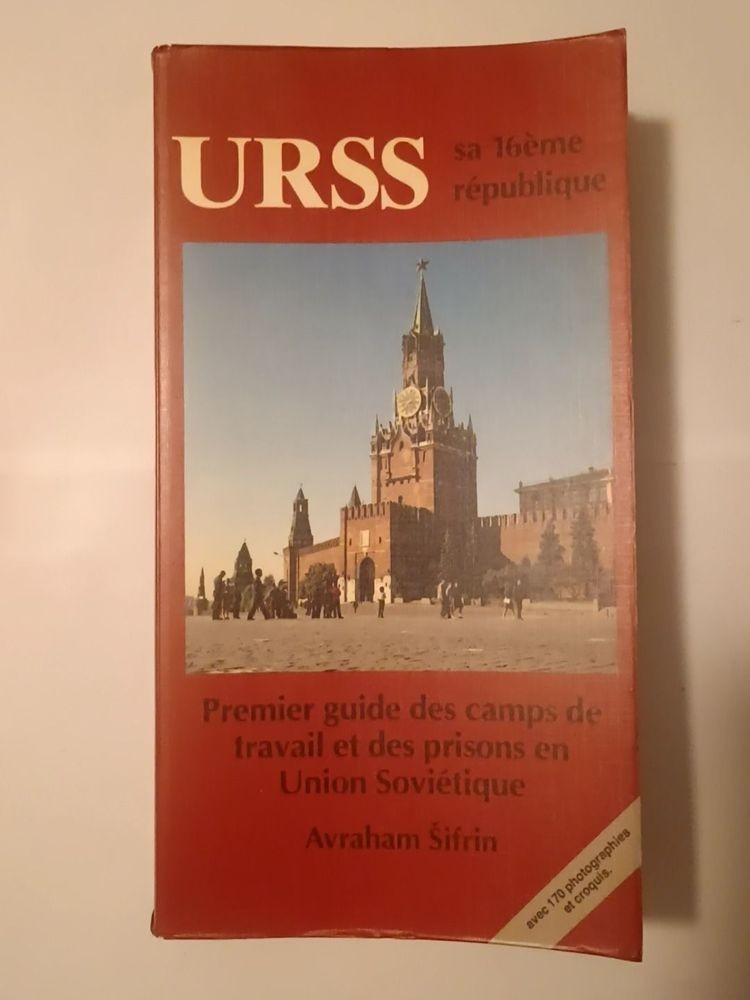 URSS
sa 16ème
république
Premier guide des camps de
travail et des prisons en
Union Soviétique
Avraham Šifrin
avec 170 photographies
et croquis.